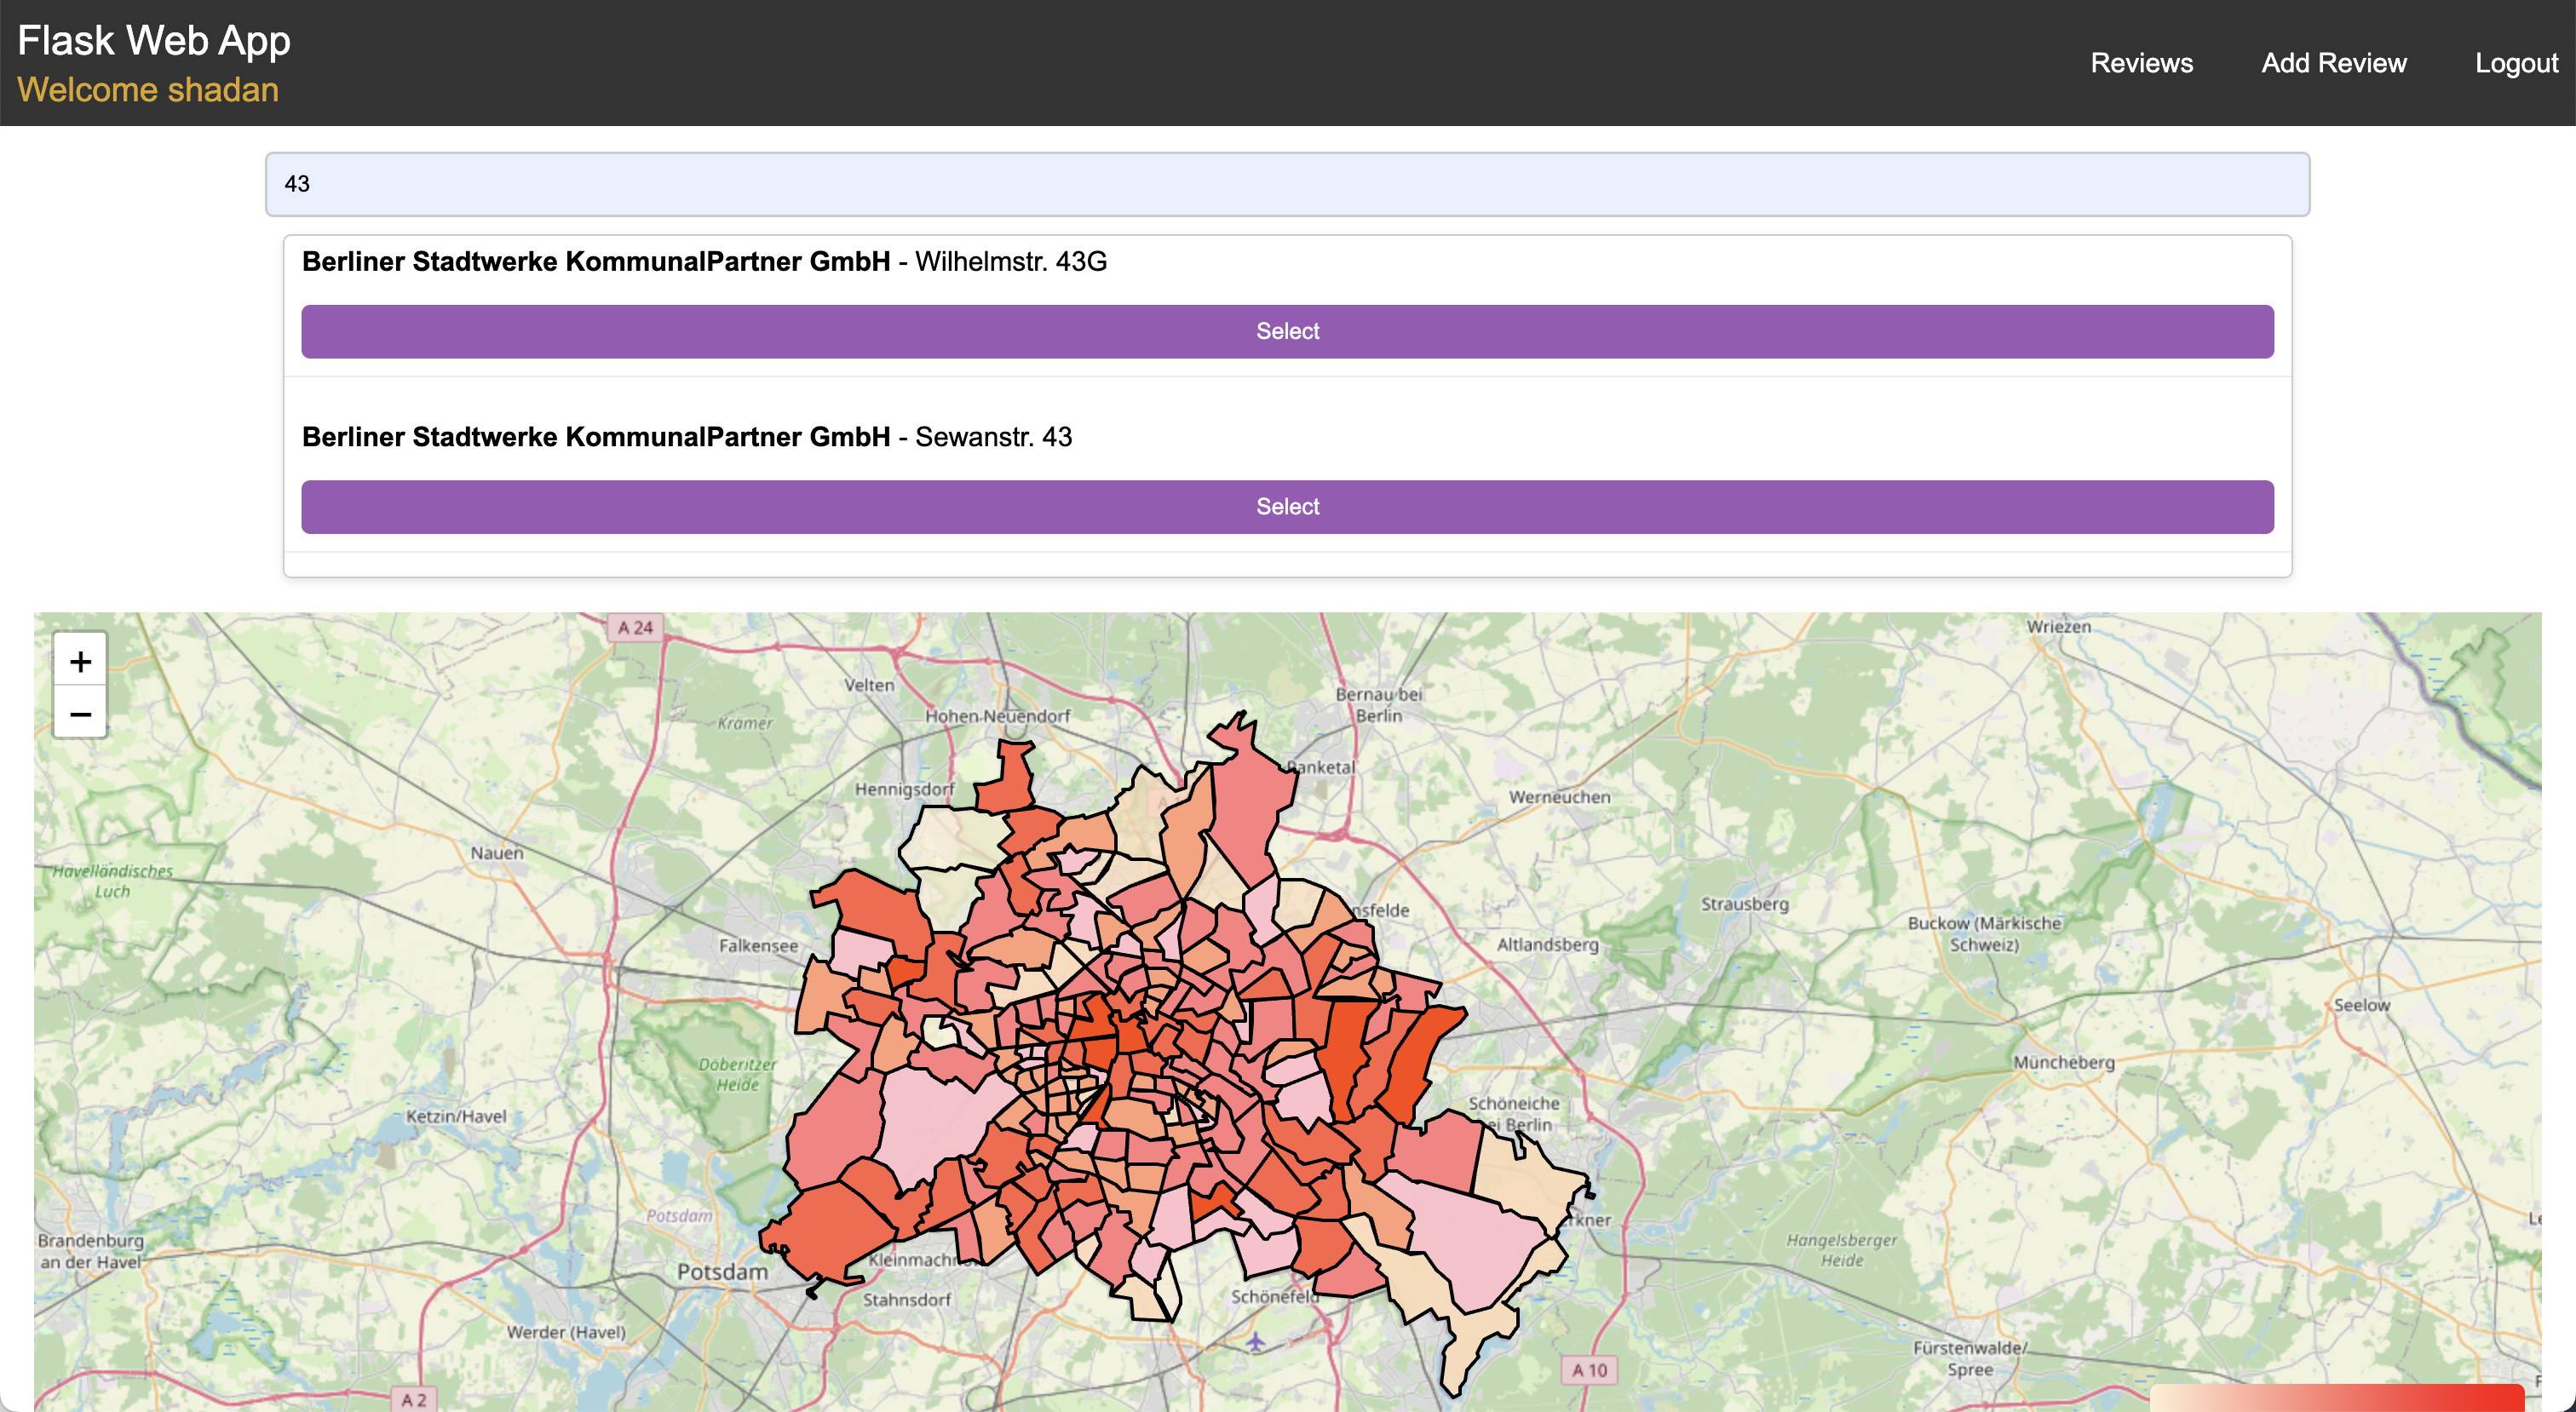 Flask Web App
Welcome shadan
Reviews
Add Review
Logout
43
Berliner Stadtwerke KommunalPartner GmbH - Wilhelmstr. 43G
Select
Berliner Stadtwerke KommunalPartner GmbH - Sewanstr. 43
Select
+
−
A 24
Wriezen
Velten
Bernau bei
Berlin
Krämer
Hohen Neuendorf
Panketal
Hennigsdorf
Werneuchen
Nauen
Havelländisches
Luch
Strausberg
nsfelde
Buckow (Märkische
Schweiz)
Falkensee
Altlandsberg
Seelow
Döberitzer
Heide
Müncheberg
Ketzin/Havel
Schöneiche
ei Berlin
Potsdam
rkner
Brandenburg
an der Havel
Hangelsberger
Heide
Kleinmachn
Potsdam
Stahnsdorf
Schönefeld
Werder (Havel)
Fürstenwalde/
Spree
A 10
A 2